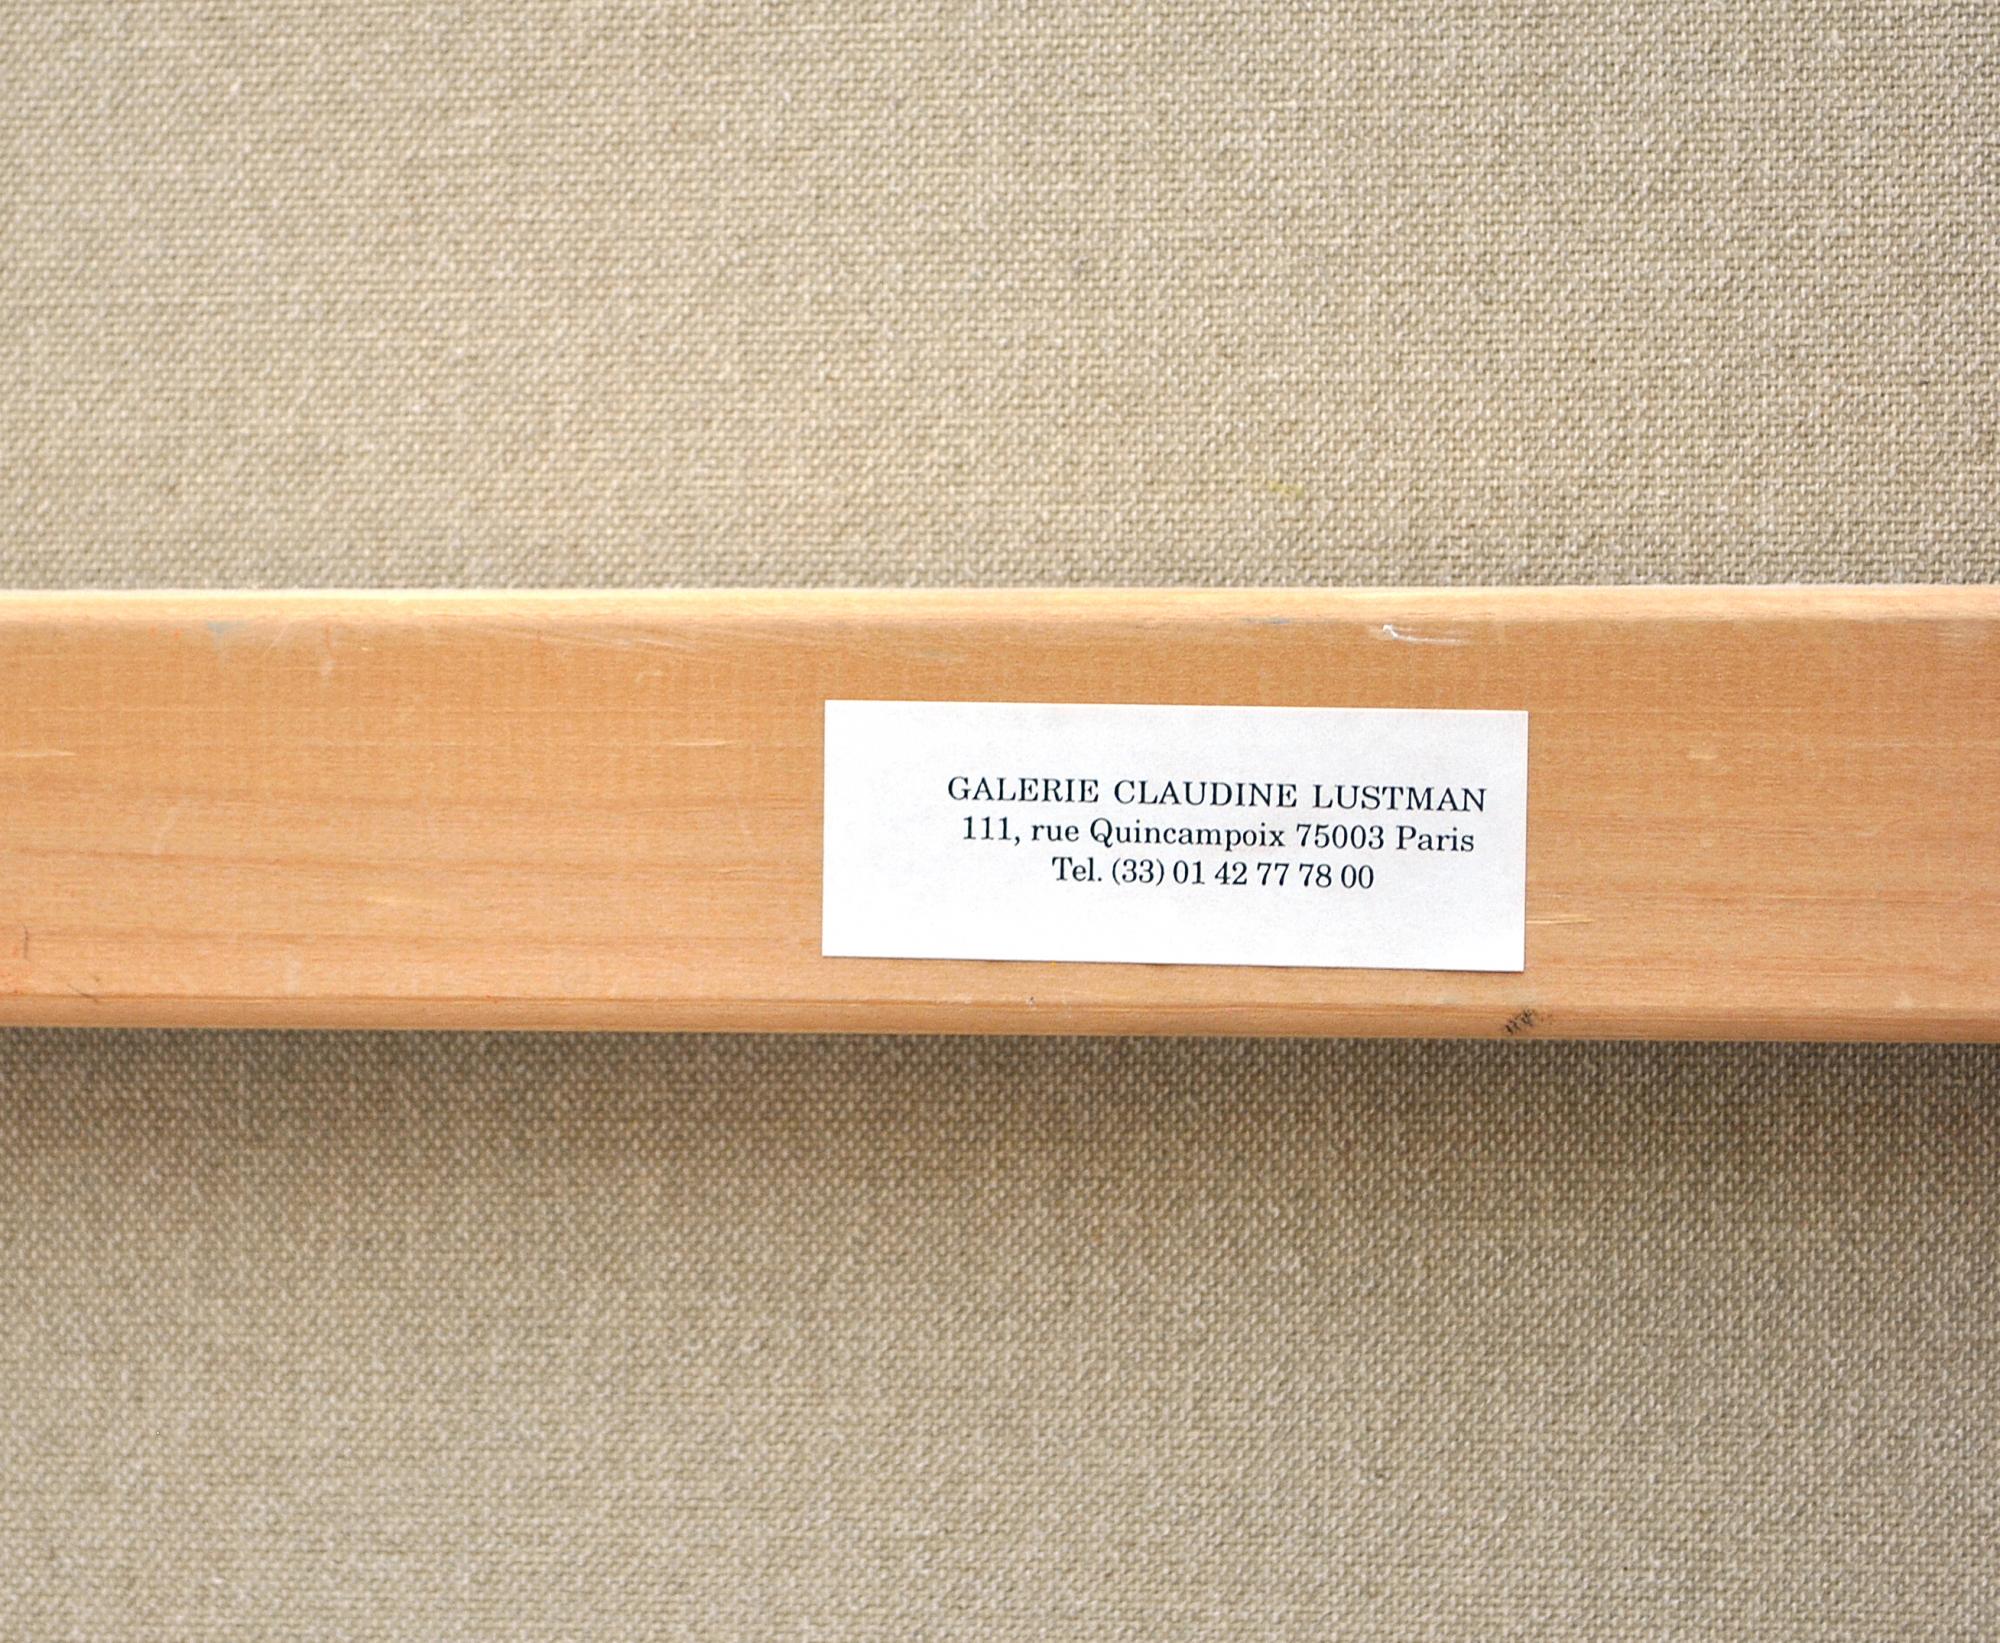 GALERIE CLAUDINE LUSTMAN
111, rue Quincampoix 75003 Paris
Tel. (33) 01 42 77 78 00